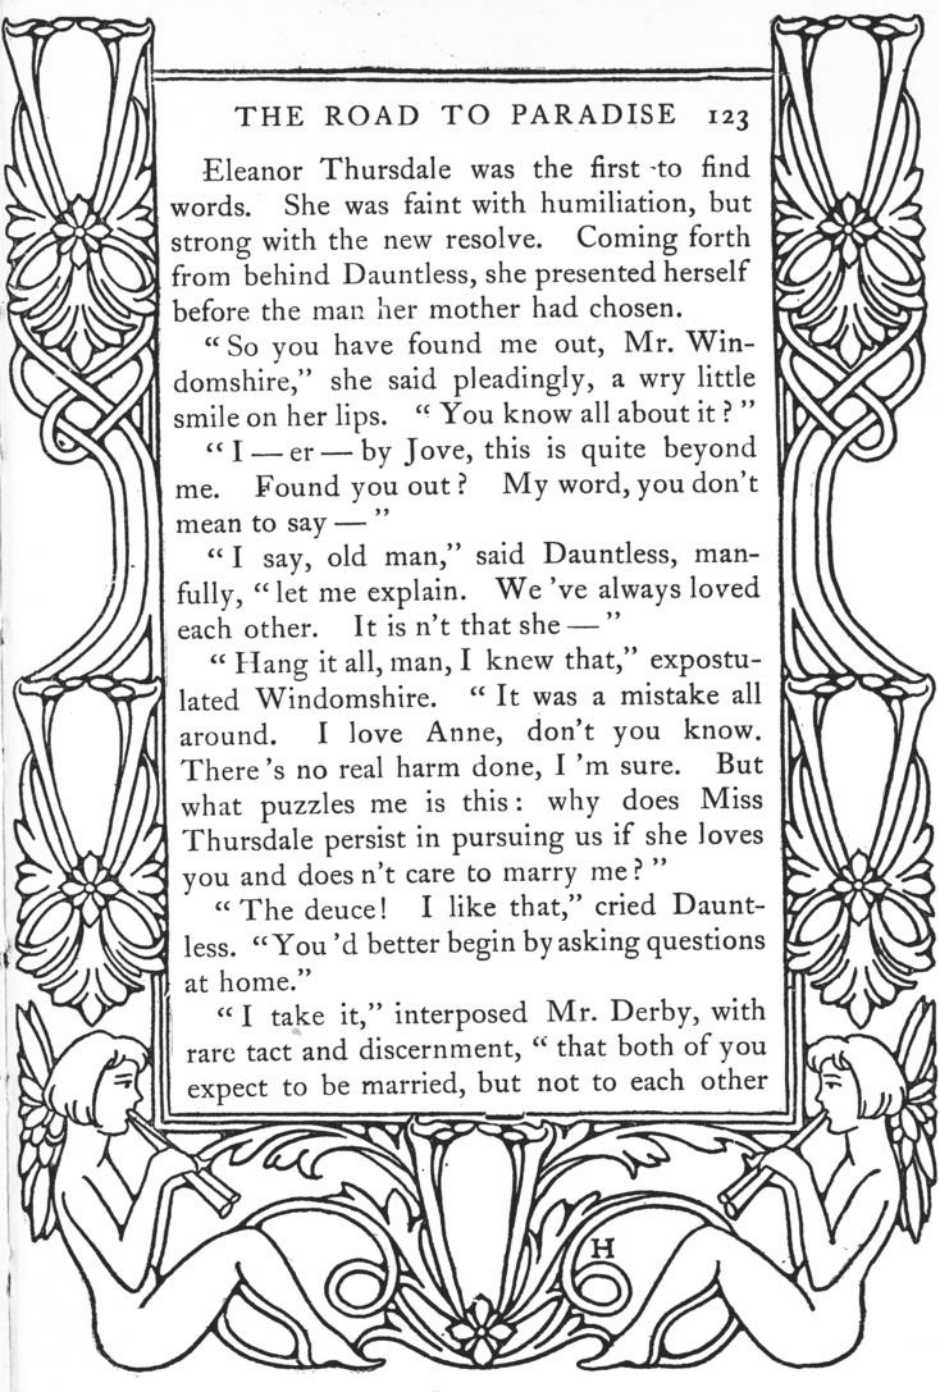 THE ROAD TO PARADISE 123
Eleanor Thursdale was the first to find
words. She was faint with humiliation, but
strong with the new resolve. Coming forth
from behind Dauntless, she presented herself
before the man her mother had chosen.
“So you have found me out, Mr. Win-
domshire,” she said pleadingly, a wry little
smile on her lips. “You know all about it?”
“I — er — by Jove, this is quite beyond
me. Found you out? My word, you don't
mean to say —”
“I say, old man,” said Dauntless, man-
fully, “let me explain. We 've always loved
each other. It is n't that she —”
“Hang it all, man, I knew that,” expostu-
lated Windomshire. “It was a mistake all
around. I love Anne, don't you know.
There 's no real harm done, I 'm sure. But
what puzzles me is this: why does Miss
Thursdale persist in pursuing us if she loves
you and does n't care to marry me?”
“The deuce! I like that,” cried Daunt-
less. “You 'd better begin by asking questions
at home.”
“I take it,” interposed Mr. Derby, with
rare tact and discernment, “that both of you
expect to be married, but not to each other
H